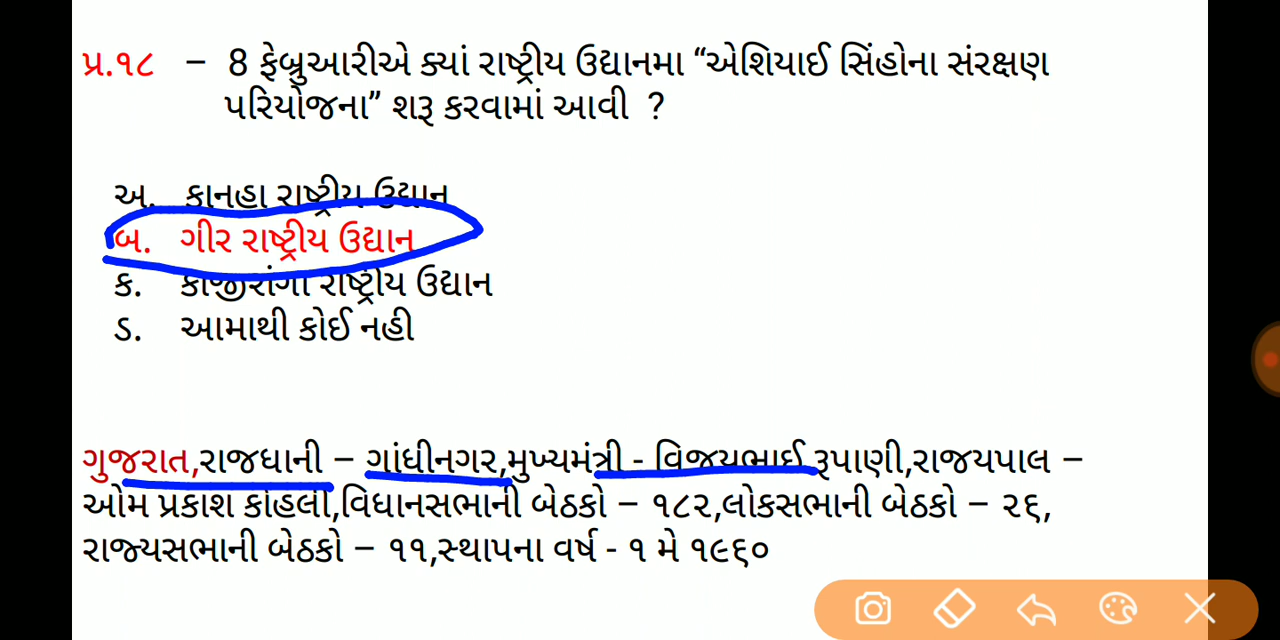 પ્ર.૧૮ – 8 ફેબ્રુઆરીએ ક્યાં રાષ્ટ્રીય ઉદ્યાનમા “એશિયાઈ સિંહોના સંરક્ષણ
પરિયોજના” શરૂ કરવામાં આવી ?
અ. કાનહા રાષ્ટ્રીય ઉદ્યાન
બ. ગીર રાષ્ટ્રીય ઉદ્યાન
ક. કાજીરાંગા રાષ્ટ્રીય ઉદ્યાન
ડ. આમાથી કોઈ નહી
ગુજરાત,રાજધાની – ગાંધીનગર,મુખ્યમંત્રી - વિજયભાઈ રૂપાણી,રાજયપાલ –
ઓમ પ્રકાશ કોહલી,વિધાનસભાની બેઠકો – ૧૮૨,લોકસભાની બેઠકો – ૨૬,
રાજ્યસભાની બેઠકો – ૧૧,સ્થાપના વર્ષ - ૧ મે ૧૯૬૦